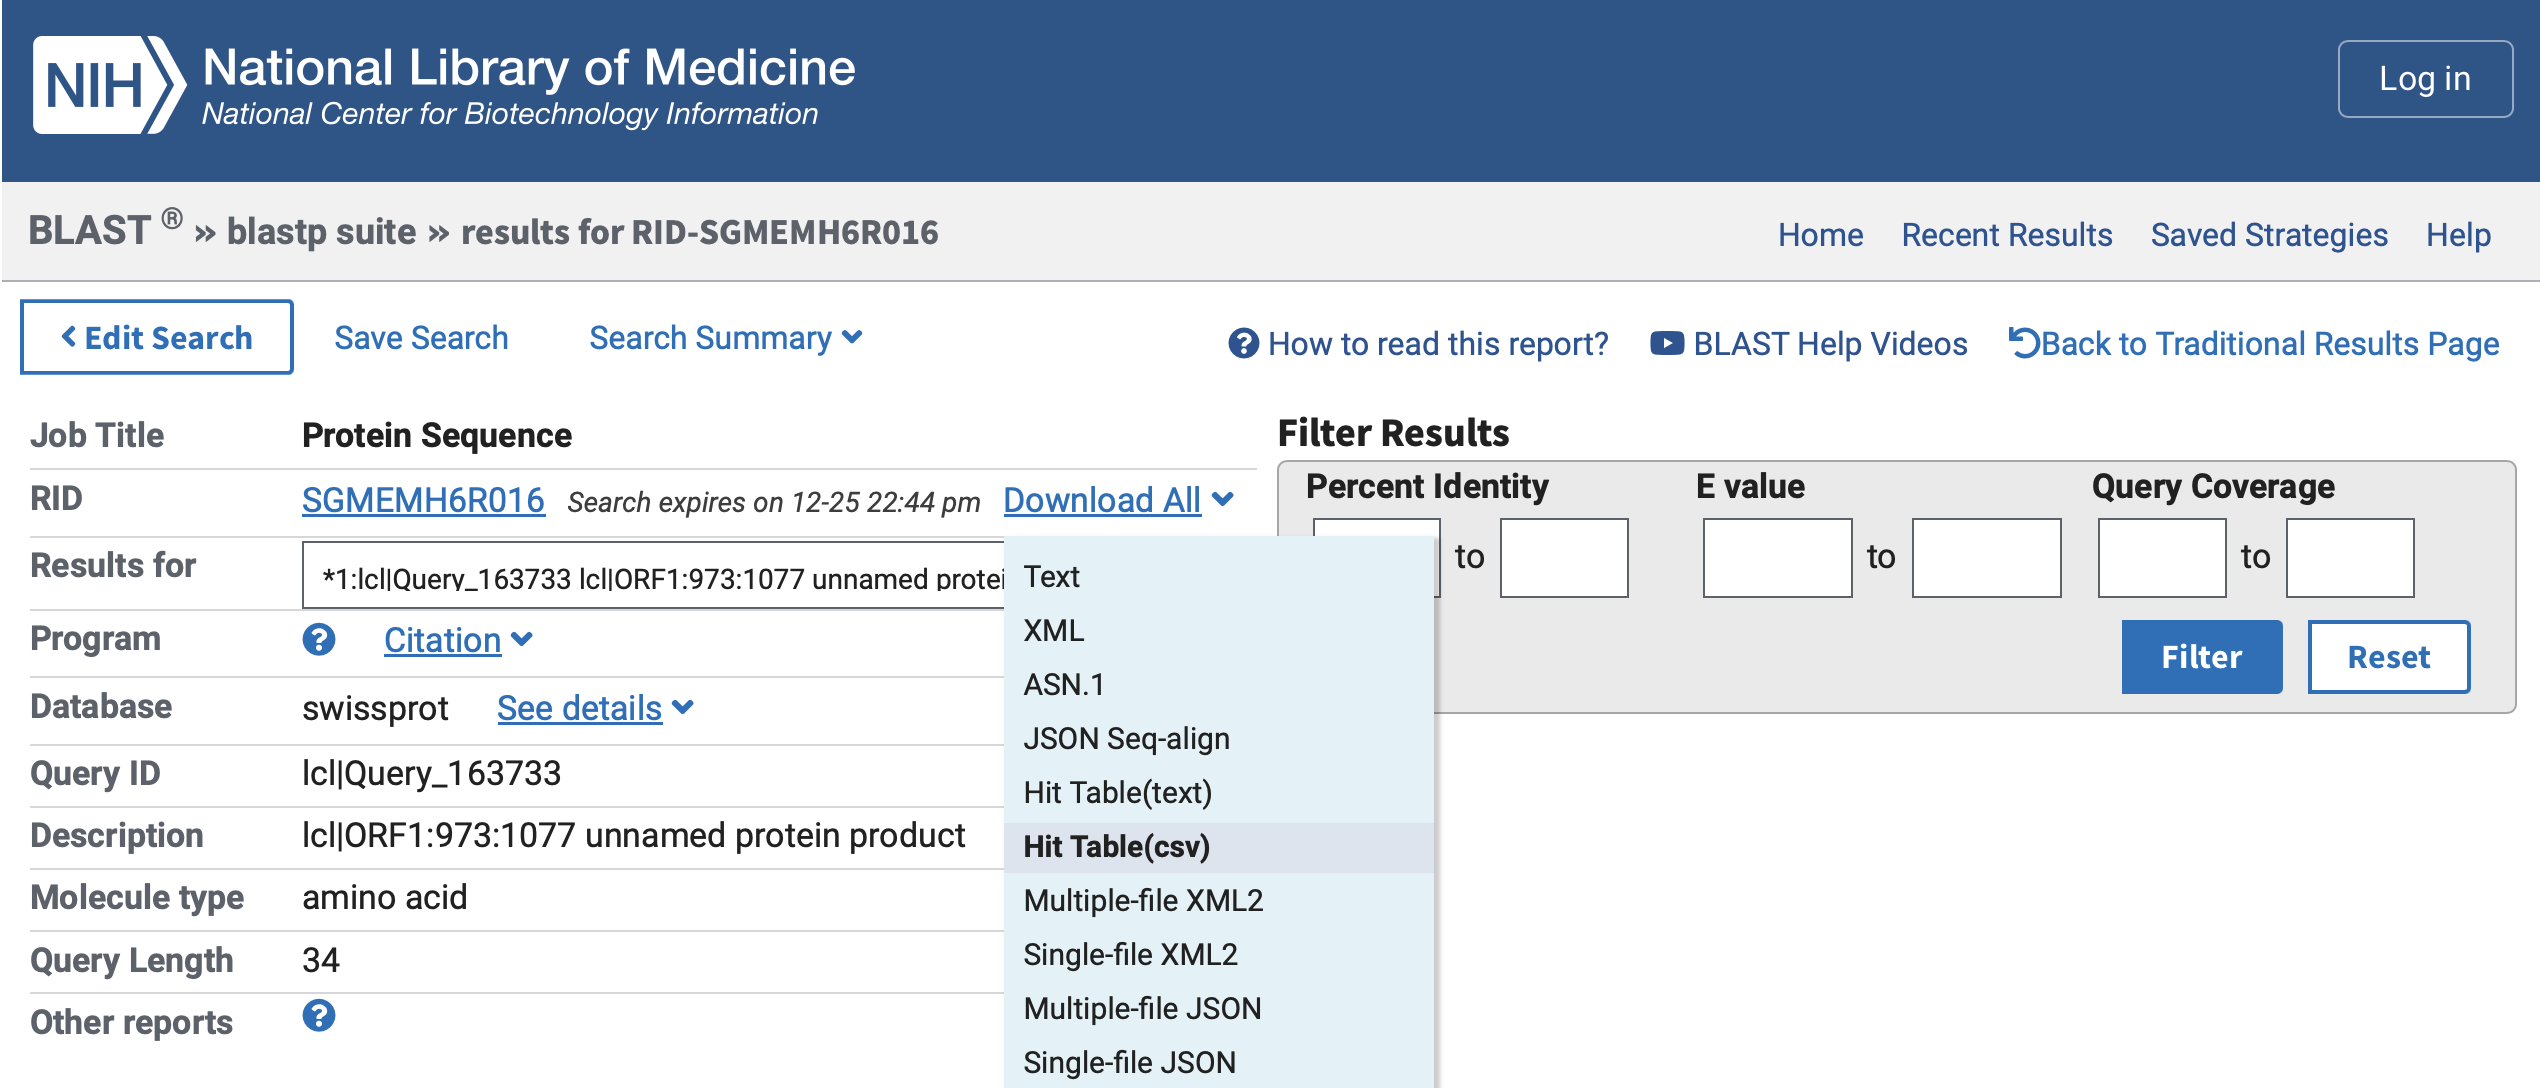 NIH National Library of Medicine
National Center for Biotechnology Information
Log in
BLAST ® » blastp suite » results for RID-SGMEMH6R016
Home Recent Results Saved Strategies Help
Edit Search Save Search Search Summary
How to read this report? BLAST Help Videos Back to Traditional Results Page
Job Title Protein Sequence
RID SGMEMH6R016 Search expires on 12-25 22:44 pm Download All
Results for *1:lcl|Query_163733 lcl|ORF1:973:1077 unnamed protei
Program ? Citation
Database swissprot See details
Query ID lcl|Query_163733
Description lcl|ORF1:973:1077 unnamed protein product
Molecule type amino acid
Query Length 34
Other reports ?
Text
XML
ASN.1
JSON Seq-align
Hit Table(text)
Hit Table(csv)
Multiple-file XML2
Single-file XML2
Multiple-file JSON
Single-file JSON
Filter Results
Percent Identity E value Query Coverage
to to to
Filter Reset